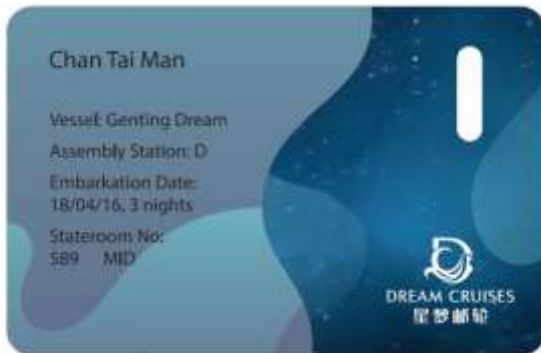 Chan Tai Man
Vessel: Genting Dream
Assembly Station: D
Embarkation Date:
18/04/16, 3 nights
Stateroom No:
589 MID
DREAM CRUISES
星梦邮轮